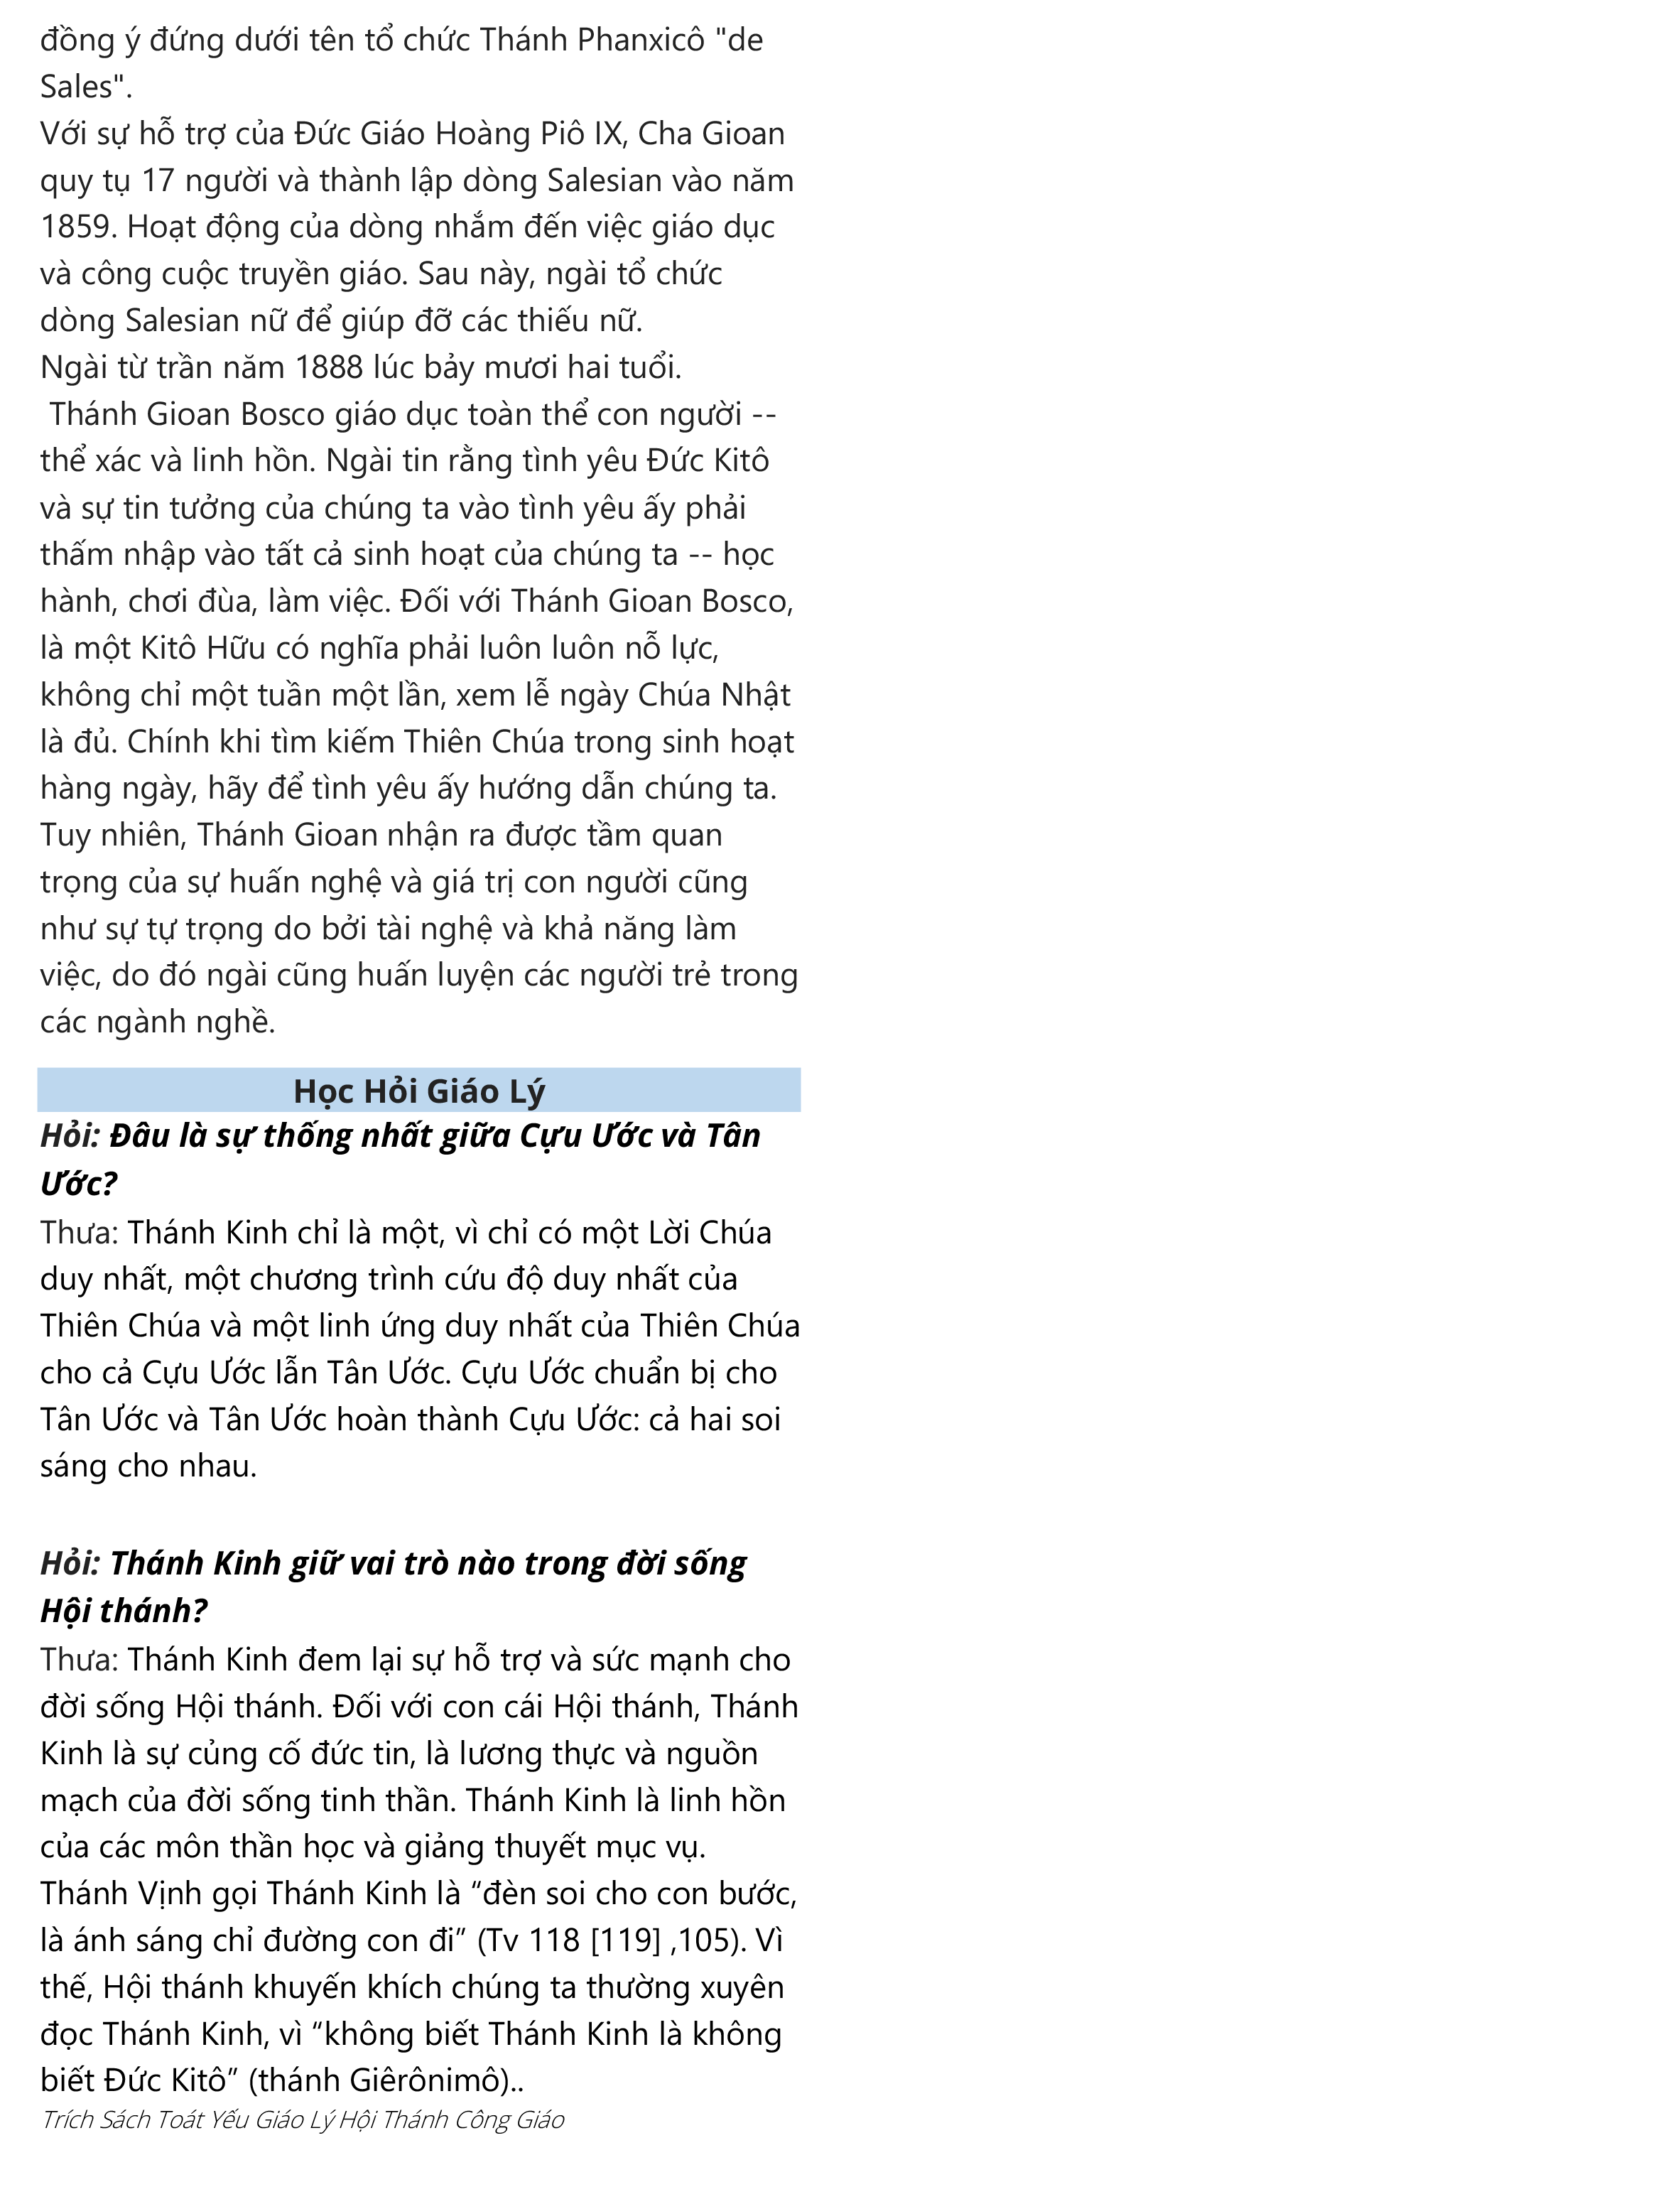 đồng ý đứng dưới tên tổ chức Thánh Phanxicô "de
Sales".
Với sự hỗ trợ của Đức Giáo Hoàng Piô IX, Cha Gioan
quy tụ 17 người và thành lập dòng Salesian vào năm
1859. Hoạt động của dòng nhắm đến việc giáo dục
và công cuộc truyền giáo. Sau này, ngài tổ chức
dòng Salesian nữ để giúp đỡ các thiếu nữ.
Ngài từ trần năm 1888 lúc bảy mươi hai tuổi.
Thánh Gioan Bosco giáo dục toàn thể con người --
thể xác và linh hồn. Ngài tin rằng tình yêu Đức Kitô
và sự tin tưởng của chúng ta vào tình yêu ấy phải
thấm nhập vào tất cả sinh hoạt của chúng ta -- học
hành, chơi đùa, làm việc. Đối với Thánh Gioan Bosco,
là một Kitô Hữu có nghĩa phải luôn luôn nỗ lực,
không chỉ một tuần một lần, xem lễ ngày Chúa Nhật
là đủ. Chính khi tìm kiếm Thiên Chúa trong sinh hoạt
hàng ngày, hãy để tình yêu ấy hướng dẫn chúng ta.
Tuy nhiên, Thánh Gioan nhận ra được tầm quan
trọng của sự huấn nghệ và giá trị con người cũng
như sự tự trọng do bởi tài nghệ và khả năng làm
việc, do đó ngài cũng huấn luyện các người trẻ trong
các ngành nghề.
Học Hỏi Giáo Lý
Hỏi: Đâu là sự thống nhất giữa Cựu Ước và Tân
Ước?
Thưa: Thánh Kinh chỉ là một, vì chỉ có một Lời Chúa
duy nhất, một chương trình cứu độ duy nhất của
Thiên Chúa và một linh ứng duy nhất của Thiên Chúa
cho cả Cựu Ước lẫn Tân Ước. Cựu Ước chuẩn bị cho
Tân Ước và Tân Ước hoàn thành Cựu Ước: cả hai soi
sáng cho nhau.
Hỏi: Thánh Kinh giữ vai trò nào trong đời sống
Hội thánh?
Thưa: Thánh Kinh đem lại sự hỗ trợ và sức mạnh cho
đời sống Hội thánh. Đối với con cái Hội thánh, Thánh
Kinh là sự củng cố đức tin, là lương thực và nguồn
mạch của đời sống tinh thần. Thánh Kinh là linh hồn
của các môn thần học và giảng thuyết mục vụ.
Thánh Vịnh gọi Thánh Kinh là “đèn soi cho con bước,
là ánh sáng chỉ đường con đi” (Tv 118 [119] ,105). Vì
thế, Hội thánh khuyến khích chúng ta thường xuyên
đọc Thánh Kinh, vì “không biết Thánh Kinh là không
biết Đức Kitô” (thánh Giêrônimô)..
Trích Sách Toát Yếu Giáo Lý Hội Thánh Công Giáo